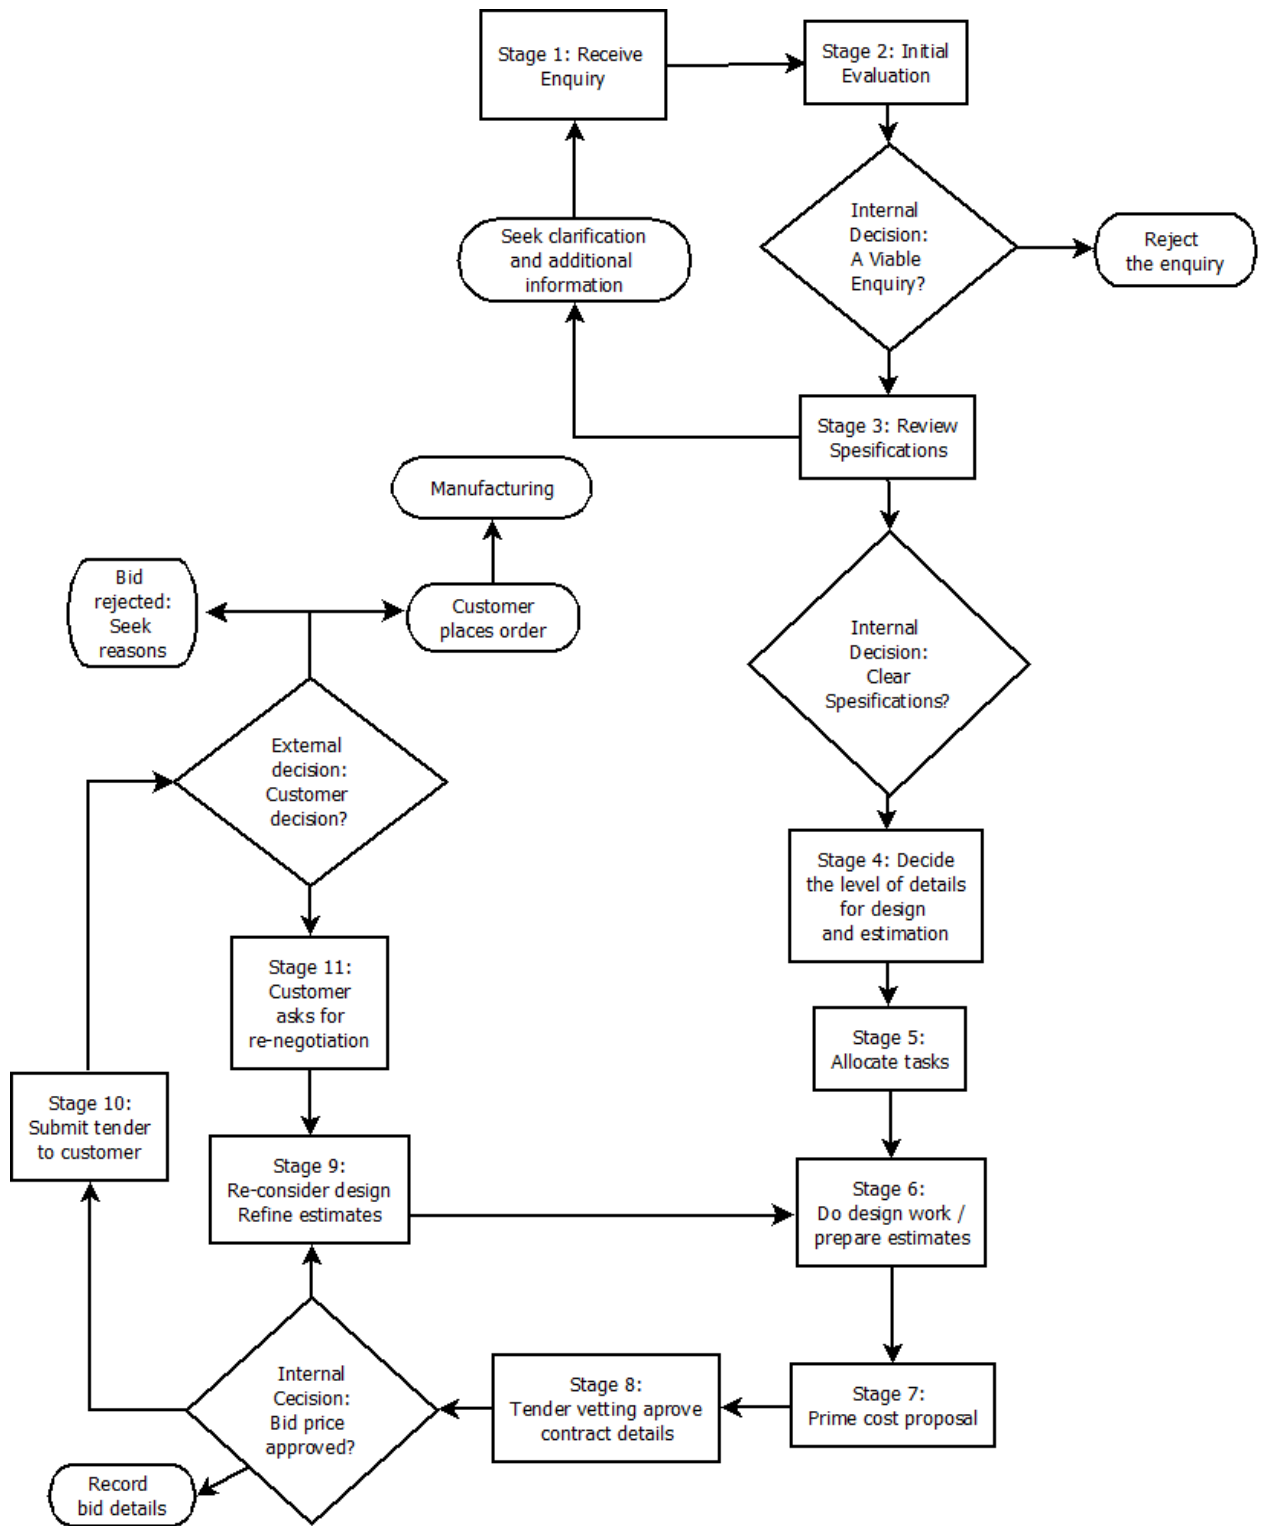 Stage 1: Receive
Enquiry
Stage 2: Initial
Evaluation
Internal
Decision:
A Viable
Enquiry?
Reject
the enquiry
Seek clarification
and additional
information
Stage 3: Review
Spesifications
Manufacturing
Bid
rejected:
Seek
reasons
Customer
places order
Internal
Decision:
Clear
Spesifications?
External
decision:
Customer
decision?
Stage 4: Decide
the level of details
for design
and estimation
Stage 11:
Customer
asks for
re-negotiation
Stage 5:
Allocate tasks
Stage 10:
Submit tender
to customer
Stage 9:
Re-consider design
Refine estimates
Stage 6:
Do design work /
prepare estimates
Internal
Cecision:
Bid price
approved?
Stage 8:
Tender vetting aprove
contract details
Stage 7:
Prime cost proposal
Record
bid details